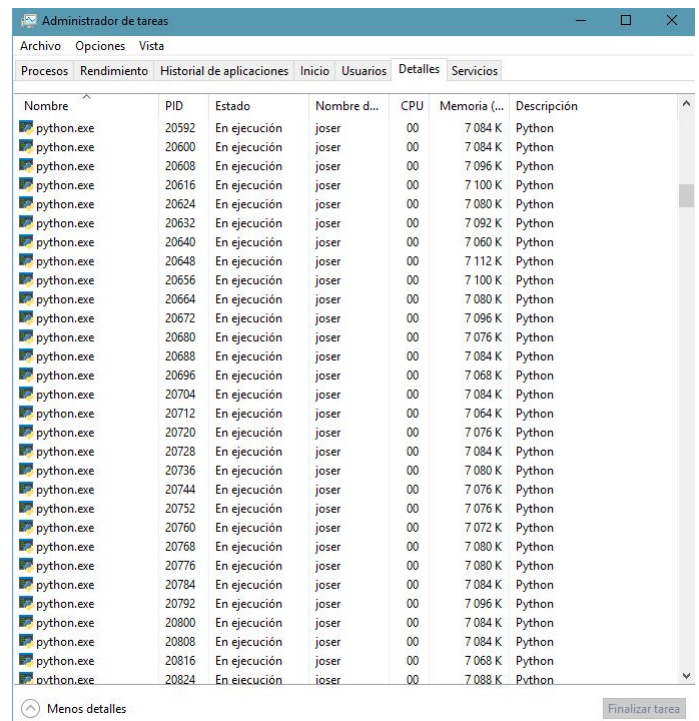 Administrador de tareas
Archivo Opciones Vista
Procesos Rendimiento Historial de aplicaciones Inicio Usuarios Detalles Servicios
Nombre PID Estado Nombre d... CPU Memoria (... Descripción
python.exe 20592 En ejecución joser 00 7 084 K Python
python.exe 20600 En ejecución joser 00 7 084 K Python
python.exe 20608 En ejecución joser 00 7 096 K Python
python.exe 20616 En ejecución joser 00 7 100 K Python
python.exe 20624 En ejecución joser 00 7 080 K Python
python.exe 20632 En ejecución joser 00 7 092 K Python
python.exe 20640 En ejecución joser 00 7 060 K Python
python.exe 20648 En ejecución joser 00 7 112 K Python
python.exe 20656 En ejecución joser 00 7 100 K Python
python.exe 20664 En ejecución joser 00 7 080 K Python
python.exe 20672 En ejecución joser 00 7 096 K Python
python.exe 20680 En ejecución joser 00 7 076 K Python
python.exe 20688 En ejecución joser 00 7 084 K Python
python.exe 20696 En ejecución joser 00 7 068 K Python
python.exe 20704 En ejecución joser 00 7 084 K Python
python.exe 20712 En ejecución joser 00 7 064 K Python
python.exe 20720 En ejecución joser 00 7 076 K Python
python.exe 20728 En ejecución joser 00 7 084 K Python
python.exe 20736 En ejecución joser 00 7 080 K Python
python.exe 20744 En ejecución joser 00 7 076 K Python
python.exe 20752 En ejecución joser 00 7 076 K Python
python.exe 20760 En ejecución joser 00 7 072 K Python
python.exe 20768 En ejecución joser 00 7 080 K Python
python.exe 20776 En ejecución joser 00 7 080 K Python
python.exe 20784 En ejecución joser 00 7 084 K Python
python.exe 20792 En ejecución joser 00 7 096 K Python
python.exe 20800 En ejecución joser 00 7 084 K Python
python.exe 20808 En ejecución joser 00 7 084 K Python
python.exe 20816 En ejecución joser 00 7 068 K Python
python.exe 20824 En ejecución joser 00 7 088 K Python
Menos detalles Finalizar tarea